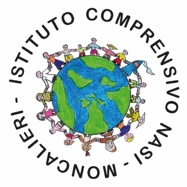 ISTITUTO COMPRENSIVO NASI - MONCALIERI -